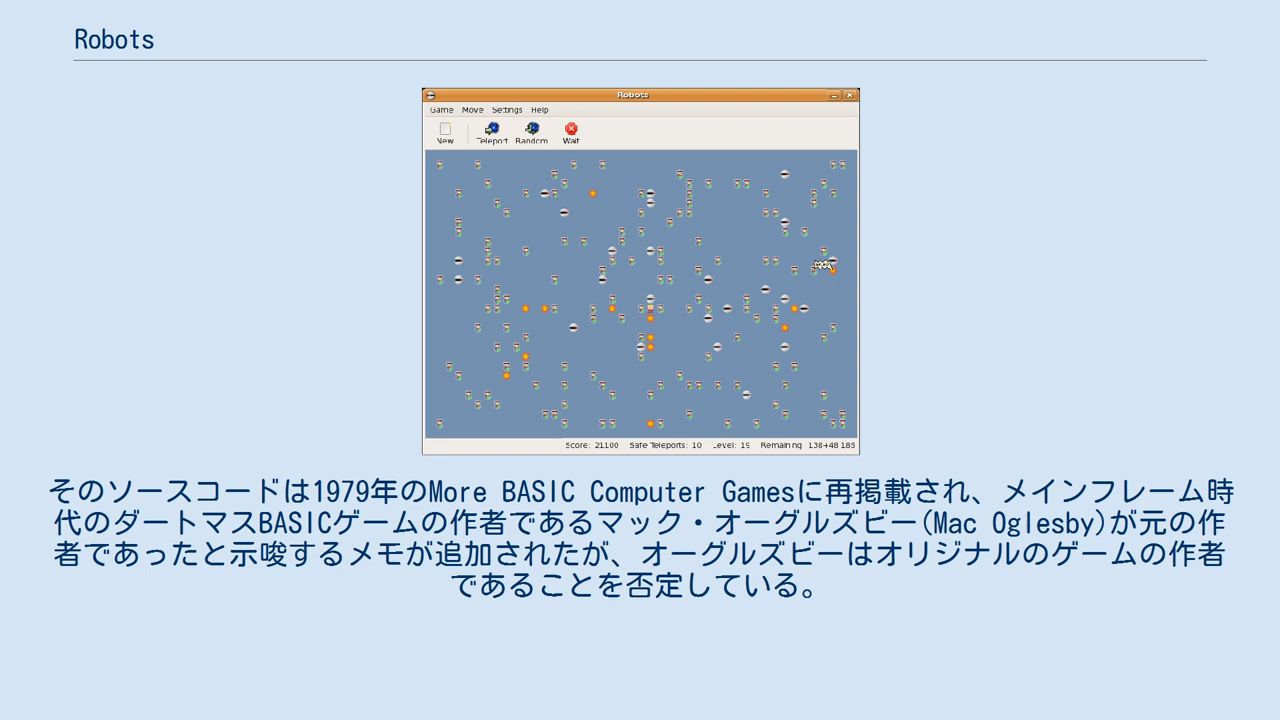 Robots
Robots
Game Move Settings Help
New Teleport Random Wait
Score: 21100 Safe Teleports: 10 Level: 19 Remaining 138+48 186
そのソースコードは1979年のMore BASIC Computer Gamesに再掲載され、メインフレーム時
代のダートマスBASICゲームの作者であるマック・オーグルズビー(Mac Oglesby)が元の作
者であったと示唆するメモが追加されたが、オーグルズビーはオリジナルのゲームの作者
であることを否定している。